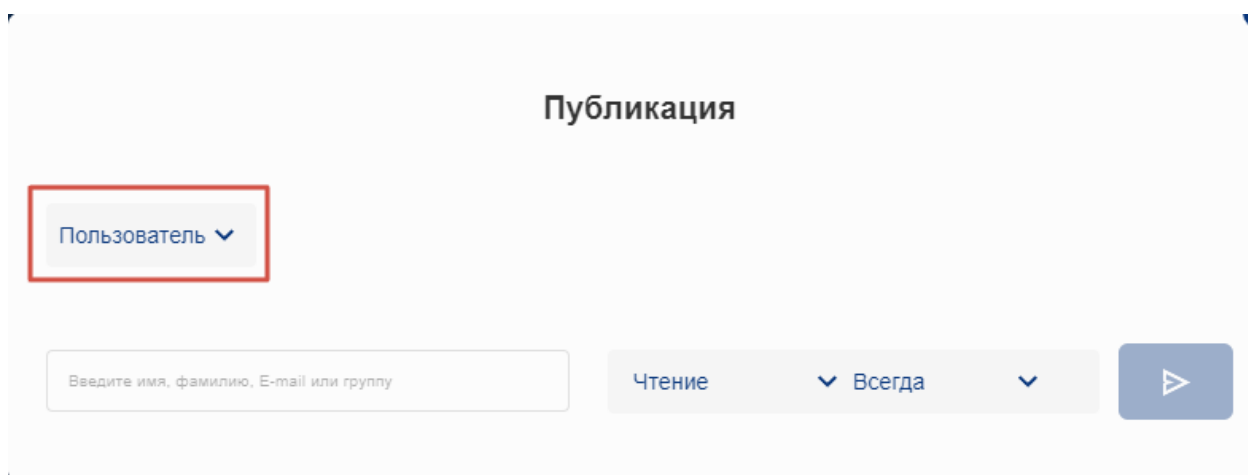 Публикация
Пользователь
Введите имя, фамилию, E-mail или группу
Чтение Всегда